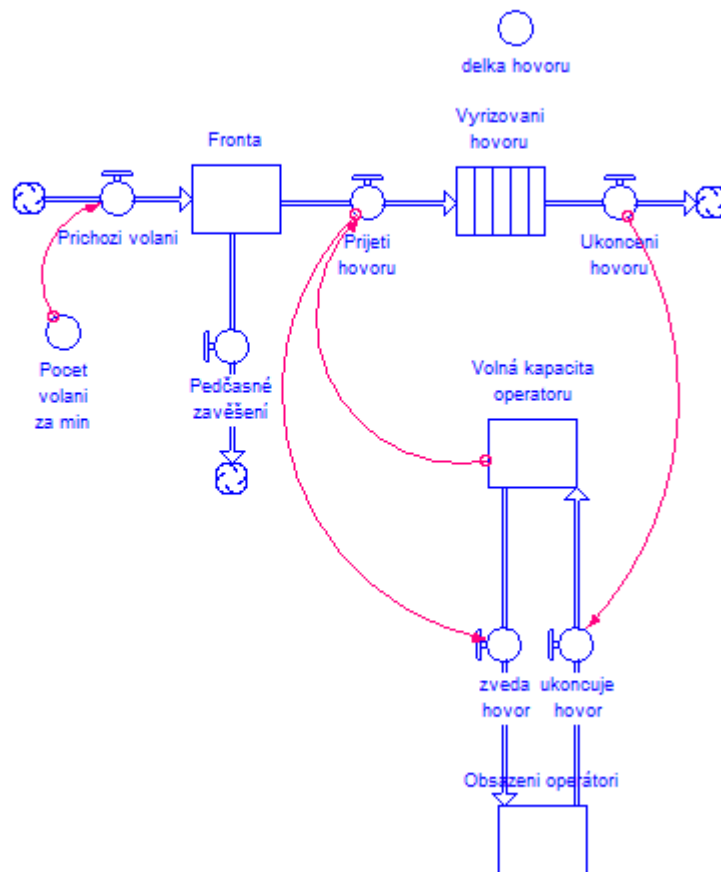 delka hovoru
Vyrizovani
hovoru
Fronta
Prichozi volani
Prijeti
hovoru
Ukonceni
hovoru
Pocet
volani
za min
Pedčasné
zavěšení
Volná kapacita
operatoru
zveda
hovor
ukoncuje
hovor
Obsazeni operátori